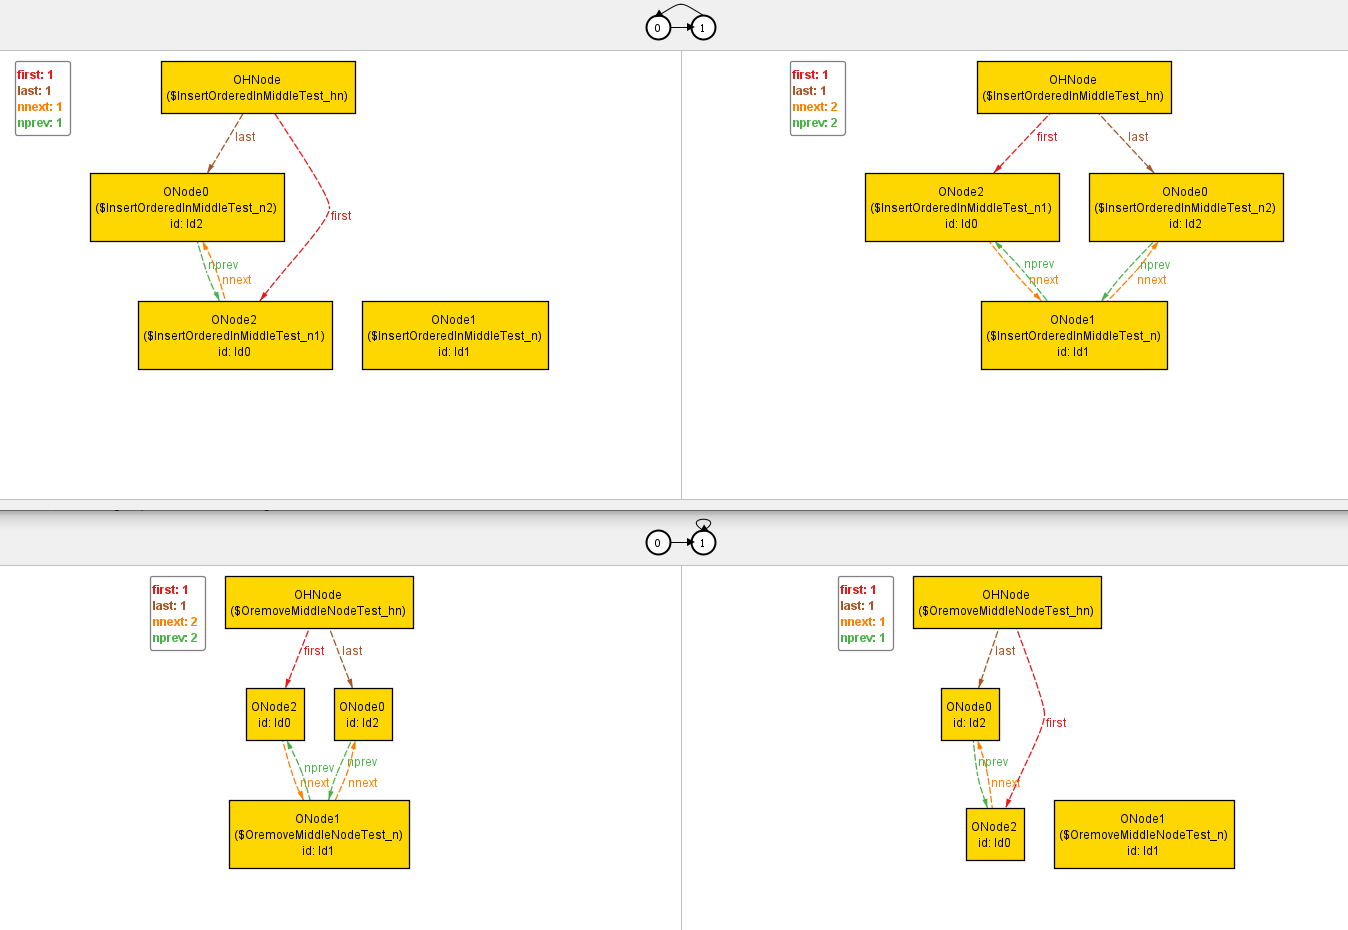 0 1
first: 1
last: 1
nnext: 1
nprev: 1
OHNode
($InsertOrderedInMiddleTest_hn)
last
first
ONode0
($InsertOrderedInMiddleTest_n2)
id: Id2
nprev
nnext
ONode2
($InsertOrderedInMiddleTest_n1)
id: Id0
ONode1
($InsertOrderedInMiddleTest_n)
id: Id1
first: 1
last: 1
nnext: 2
nprev: 2
OHNode
($InsertOrderedInMiddleTest_hn)
first
last
ONode2
($InsertOrderedInMiddleTest_n1)
id: Id0
ONode0
($InsertOrderedInMiddleTest_n2)
id: Id2
nprev
nnext
nprev
nnext
ONode1
($InsertOrderedInMiddleTest_n)
id: Id1
0 1
first: 1
last: 1
nnext: 2
nprev: 2
OHNode
($OremoveMiddleNodeTest_hn)
first
last
ONode2
id: Id0
ONode0
id: Id2
nprev
nnext
nprev
nnext
ONode1
($OremoveMiddleNodeTest_n)
id: Id1
first: 1
last: 1
nnext: 1
nprev: 1
OHNode
($OremoveMiddleNodeTest_hn)
last
first
ONode0
id: Id2
nprev
nnext
ONode2
id: Id0
ONode1
($OremoveMiddleNodeTest_n)
id: Id1